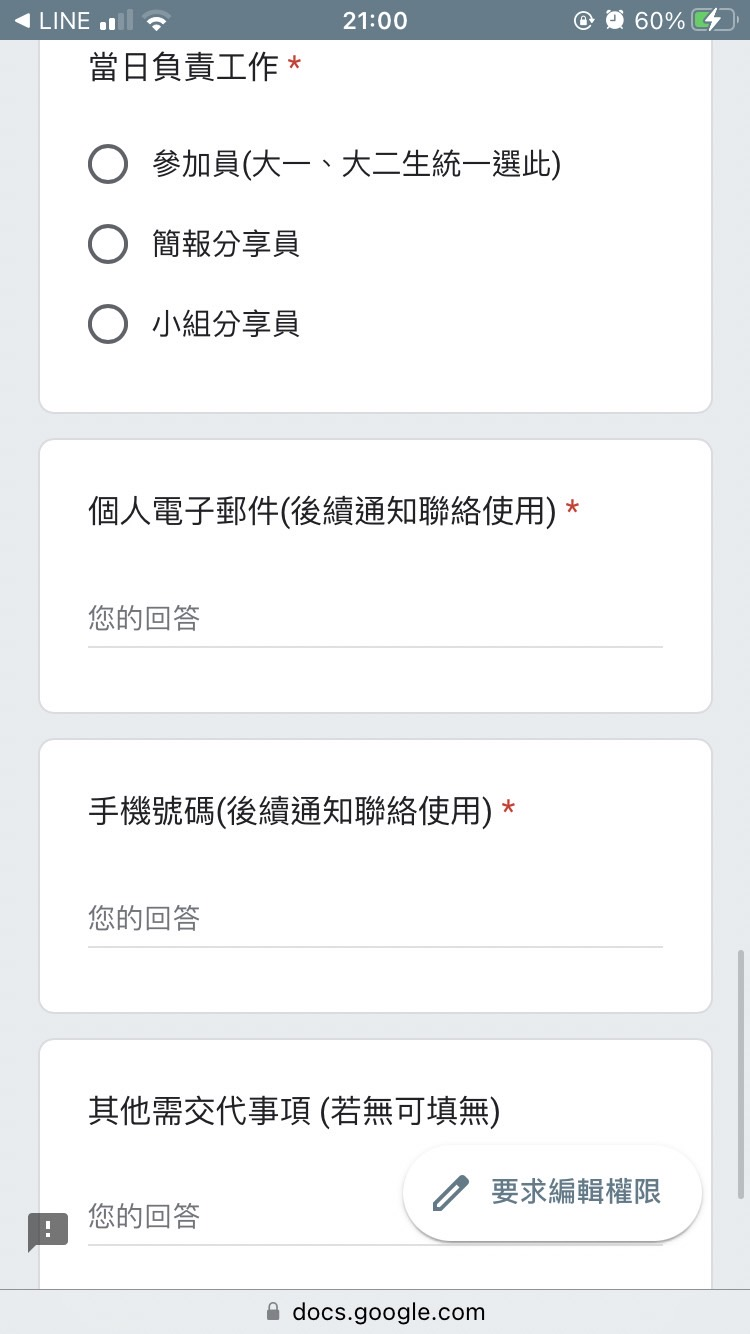 LINE
21:00
60%
當日負責工作 *
參加員(大一、大二生統一選此)
簡報分享員
小組分享員
個人電子郵件(後續通知聯絡使用) *
您的回答
手機號碼(後續通知聯絡使用) *
您的回答
其他需交代事項 (若無可填無)
要求編輯權限
您的回答
docs.google.com